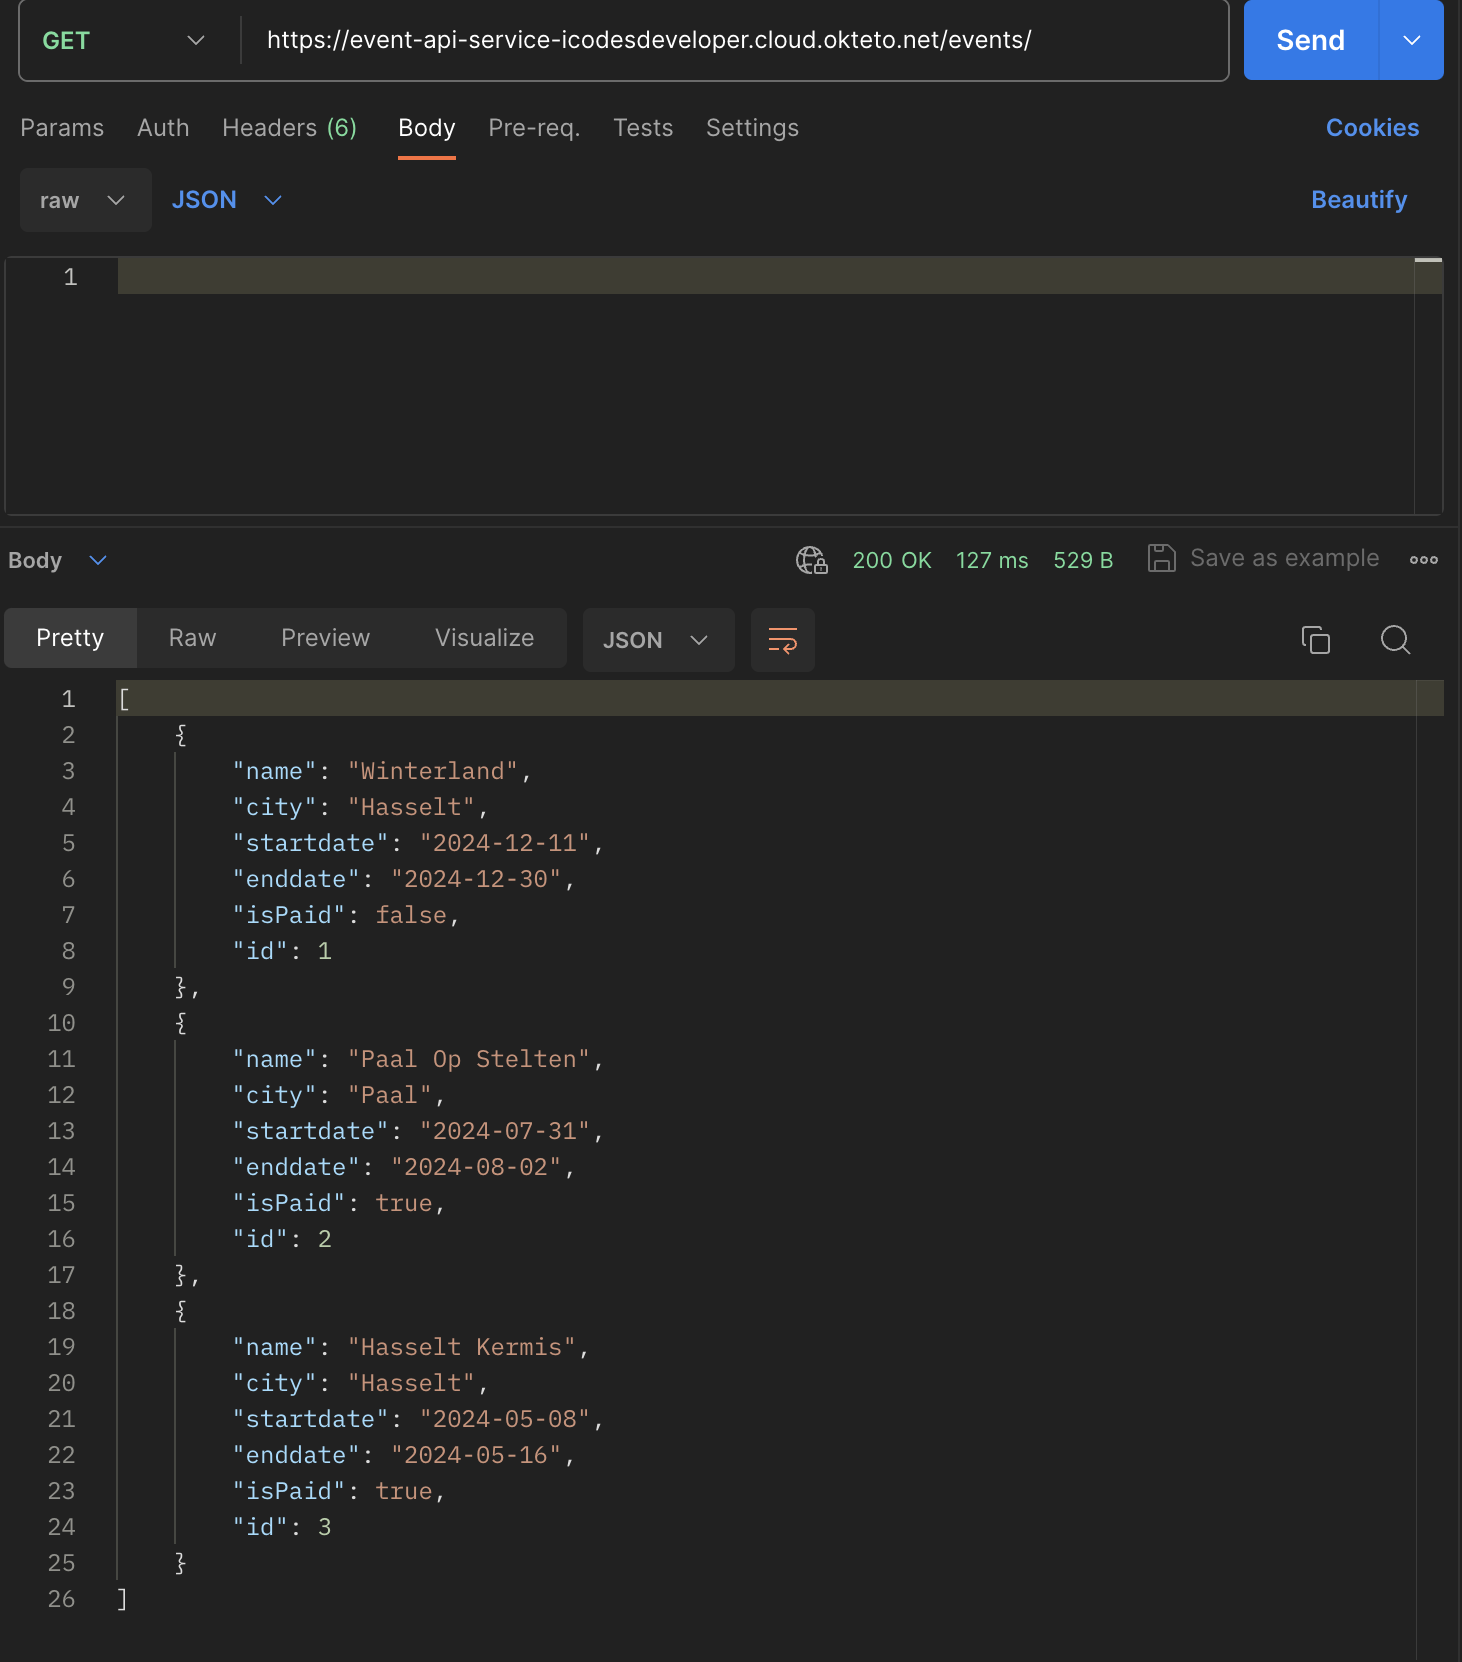 GET https://event-api-service-icodesdeveloper.cloud.okteto.net/events/ Send
Params Auth Headers (6) Body Pre-req. Tests Settings Cookies
raw JSON Beautify
1
Body 200 OK 127 ms 529 B Save as example
Pretty Raw Preview Visualize JSON
1 [
2 {
3 "name": "Winterland",
4 "city": "Hasselt",
5 "startdate": "2024-12-11",
6 "enddate": "2024-12-30",
7 "isPaid": false,
8 "id": 1
9 },
10 {
11 "name": "Paal Op Stelten",
12 "city": "Paal",
13 "startdate": "2024-07-31",
14 "enddate": "2024-08-02",
15 "isPaid": true,
16 "id": 2
17 },
18 {
19 "name": "Hasselt Kermis",
20 "city": "Hasselt",
21 "startdate": "2024-05-08",
22 "enddate": "2024-05-16",
23 "isPaid": true,
24 "id": 3
25 }
26 ]